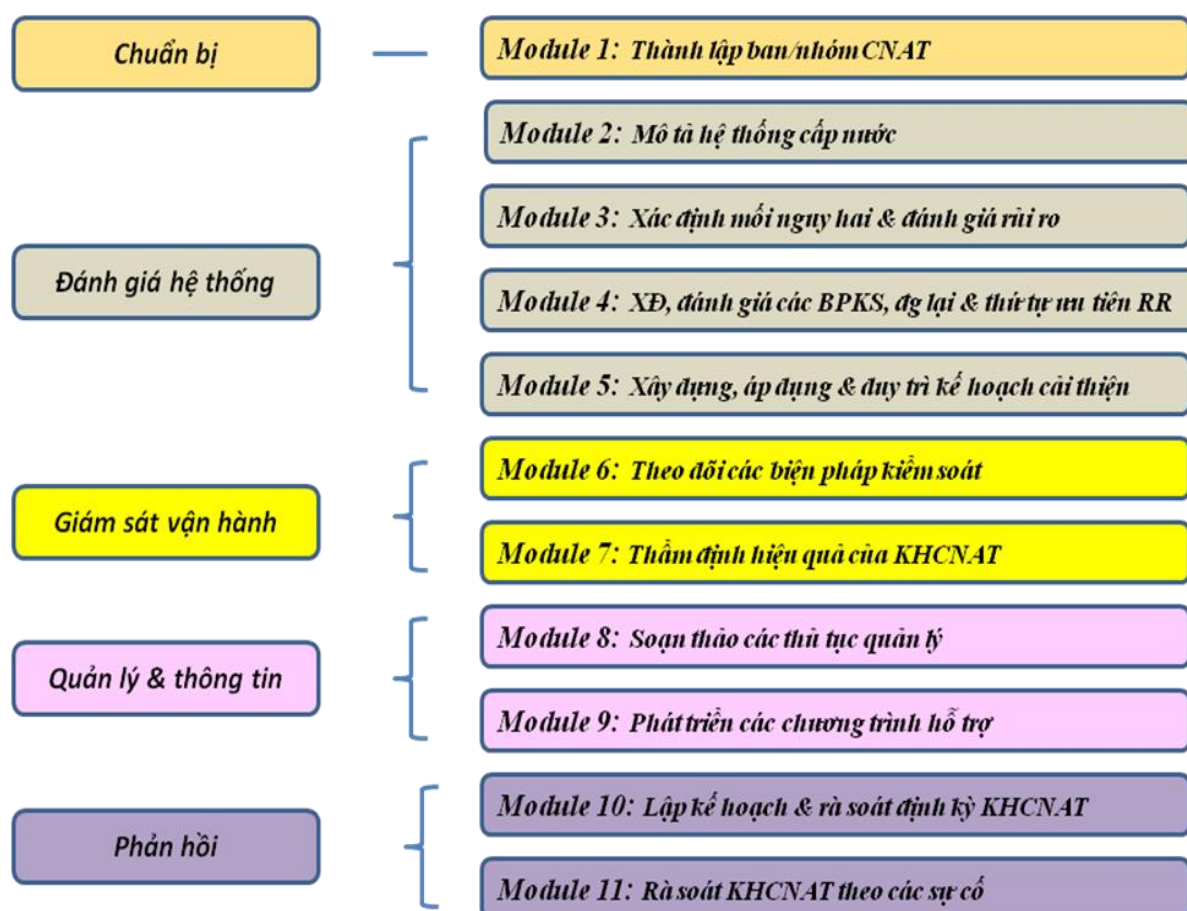 Chuẩn bị
Module 1: Thành lập ban/nhóm CNAT
Module 2: Mô tả hệ thống cấp nước
Module 3: Xác định mối nguy hai & đánh giá rủi ro
Đánh giá hệ thống
Module 4: XĐ, đánh giá các BPKS, đg lại & thứ tự ưu tiên RR
Module 5: Xây dựng, áp dụng & duy trì kế hoạch cải thiện
Module 6: Theo dõi các biện pháp kiểm soát
Giám sát vận hành
Module 7: Thẩm định hiệu quả của KHCNAT
Module 8: Soạn thảo các thủ tục quản lý
Quản lý & thông tin
Module 9: Phát triển các chương trình hỗ trợ
Module 10: Lập kế hoạch & rà soát định kỳ KHCNAT
Phản hồi
Module 11: Rà soát KHCNAT theo các sự cố